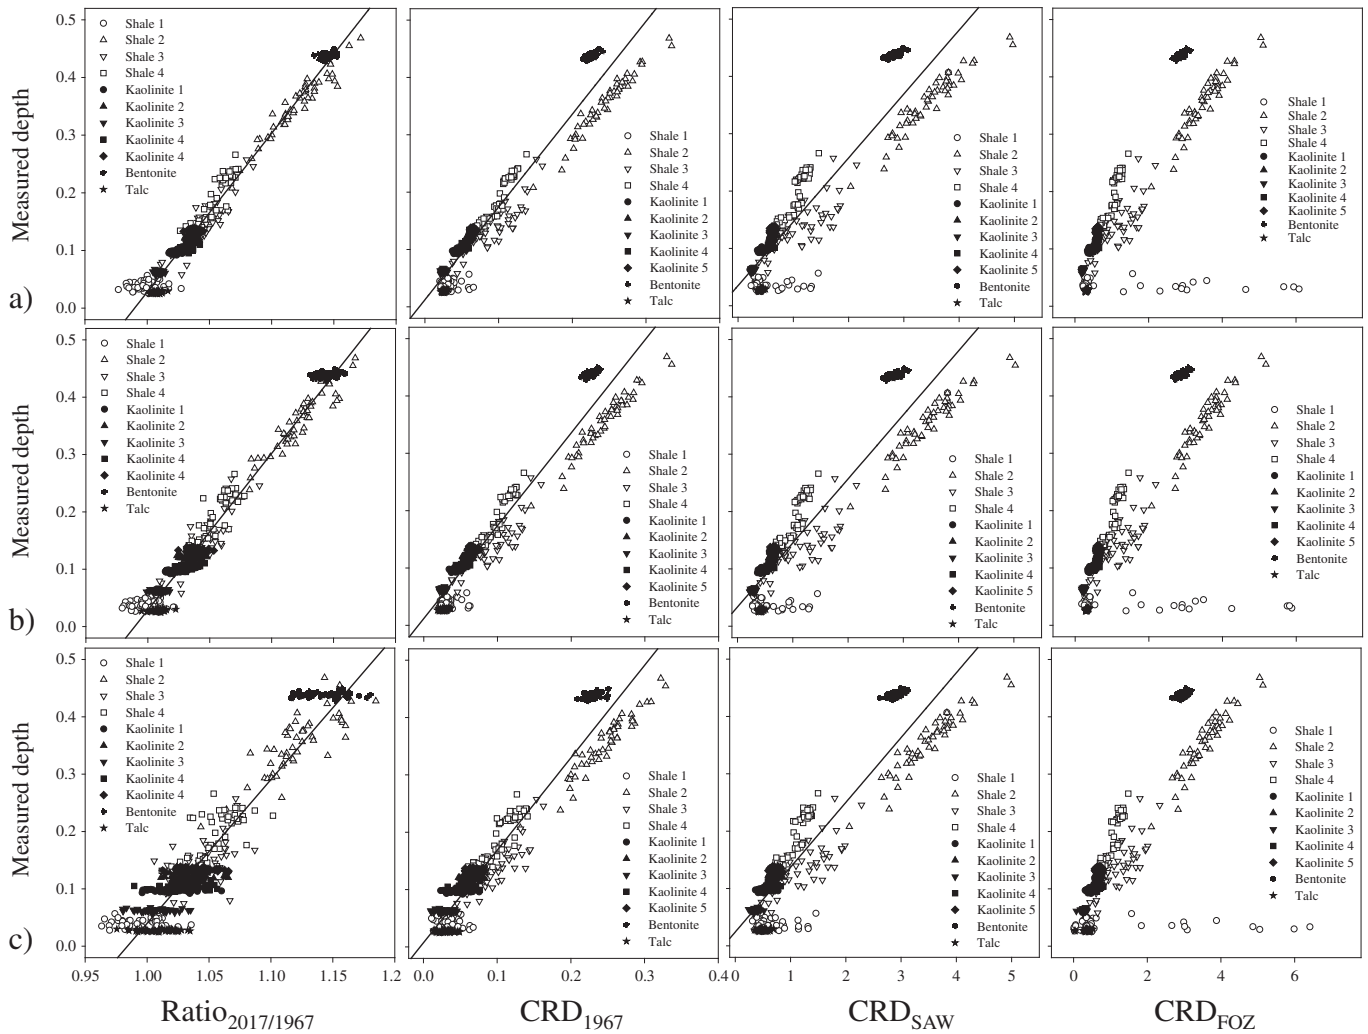 0.5
0.4
0.3
0.2
0.1
0.0
Measured depth
a)
Shale 1
Shale 2
Shale 3
Shale 4
Kaolinite 1
Kaolinite 2
Kaolinite 3
Kaolinite 4
Kaolinite 4
Bentonite
Talc
Shale 1
Shale 2
Shale 3
Shale 4
Kaolinite 1
Kaolinite 2
Kaolinite 3
Kaolinite 4
Kaolinite 5
Bentonite
Talc
Shale 1
Shale 2
Shale 3
Shale 4
Kaolinite 1
Kaolinite 2
Kaolinite 3
Kaolinite 4
Kaolinite 5
Bentonite
Talc
Shale 1
Shale 2
Shale 3
Shale 4
Kaolinite 1
Kaolinite 2
Kaolinite 3
Kaolinite 4
Kaolinite 5
Bentonite
Talc
0.5
0.4
0.3
0.2
0.1
0.0
Measured depth
b)
Shale 1
Shale 2
Shale 3
Shale 4
Kaolinite 1
Kaolinite 2
Kaolinite 3
Kaolinite 4
Kaolinite 4
Bentonite
Talc
Shale 1
Shale 2
Shale 3
Shale 4
Kaolinite 1
Kaolinite 2
Kaolinite 3
Kaolinite 4
Kaolinite 5
Bentonite
Talc
Shale 1
Shale 2
Shale 3
Shale 4
Kaolinite 1
Kaolinite 2
Kaolinite 3
Kaolinite 4
Kaolinite 5
Bentonite
Talc
Shale 1
Shale 2
Shale 3
Shale 4
Kaolinite 1
Kaolinite 2
Kaolinite 3
Kaolinite 4
Kaolinite 5
Bentonite
Talc
0.5
0.4
0.3
0.2
0.1
0.0
Measured depth
c)
Shale 1
Shale 2
Shale 3
Shale 4
Kaolinite 1
Kaolinite 2
Kaolinite 3
Kaolinite 4
Kaolinite 4
Bentonite
Talc
Shale 1
Shale 2
Shale 3
Shale 4
Kaolinite 1
Kaolinite 2
Kaolinite 3
Kaolinite 4
Kaolinite 5
Bentonite
Talc
Shale 1
Shale 2
Shale 3
Shale 4
Kaolinite 1
Kaolinite 2
Kaolinite 3
Kaolinite 4
Kaolinite 5
Bentonite
Talc
Shale 1
Shale 2
Shale 3
Shale 4
Kaolinite 1
Kaolinite 2
Kaolinite 3
Kaolinite 4
Kaolinite 5
Bentonite
Talc
0.95 1.00 1.05 1.10 1.15 1.2
0.0 0.1 0.2 0.3 0.4
0 1 2 3 4 5
0 2 4 6
Ratio2017/1967
CRD1967
CRDSAW
CRDFOZ